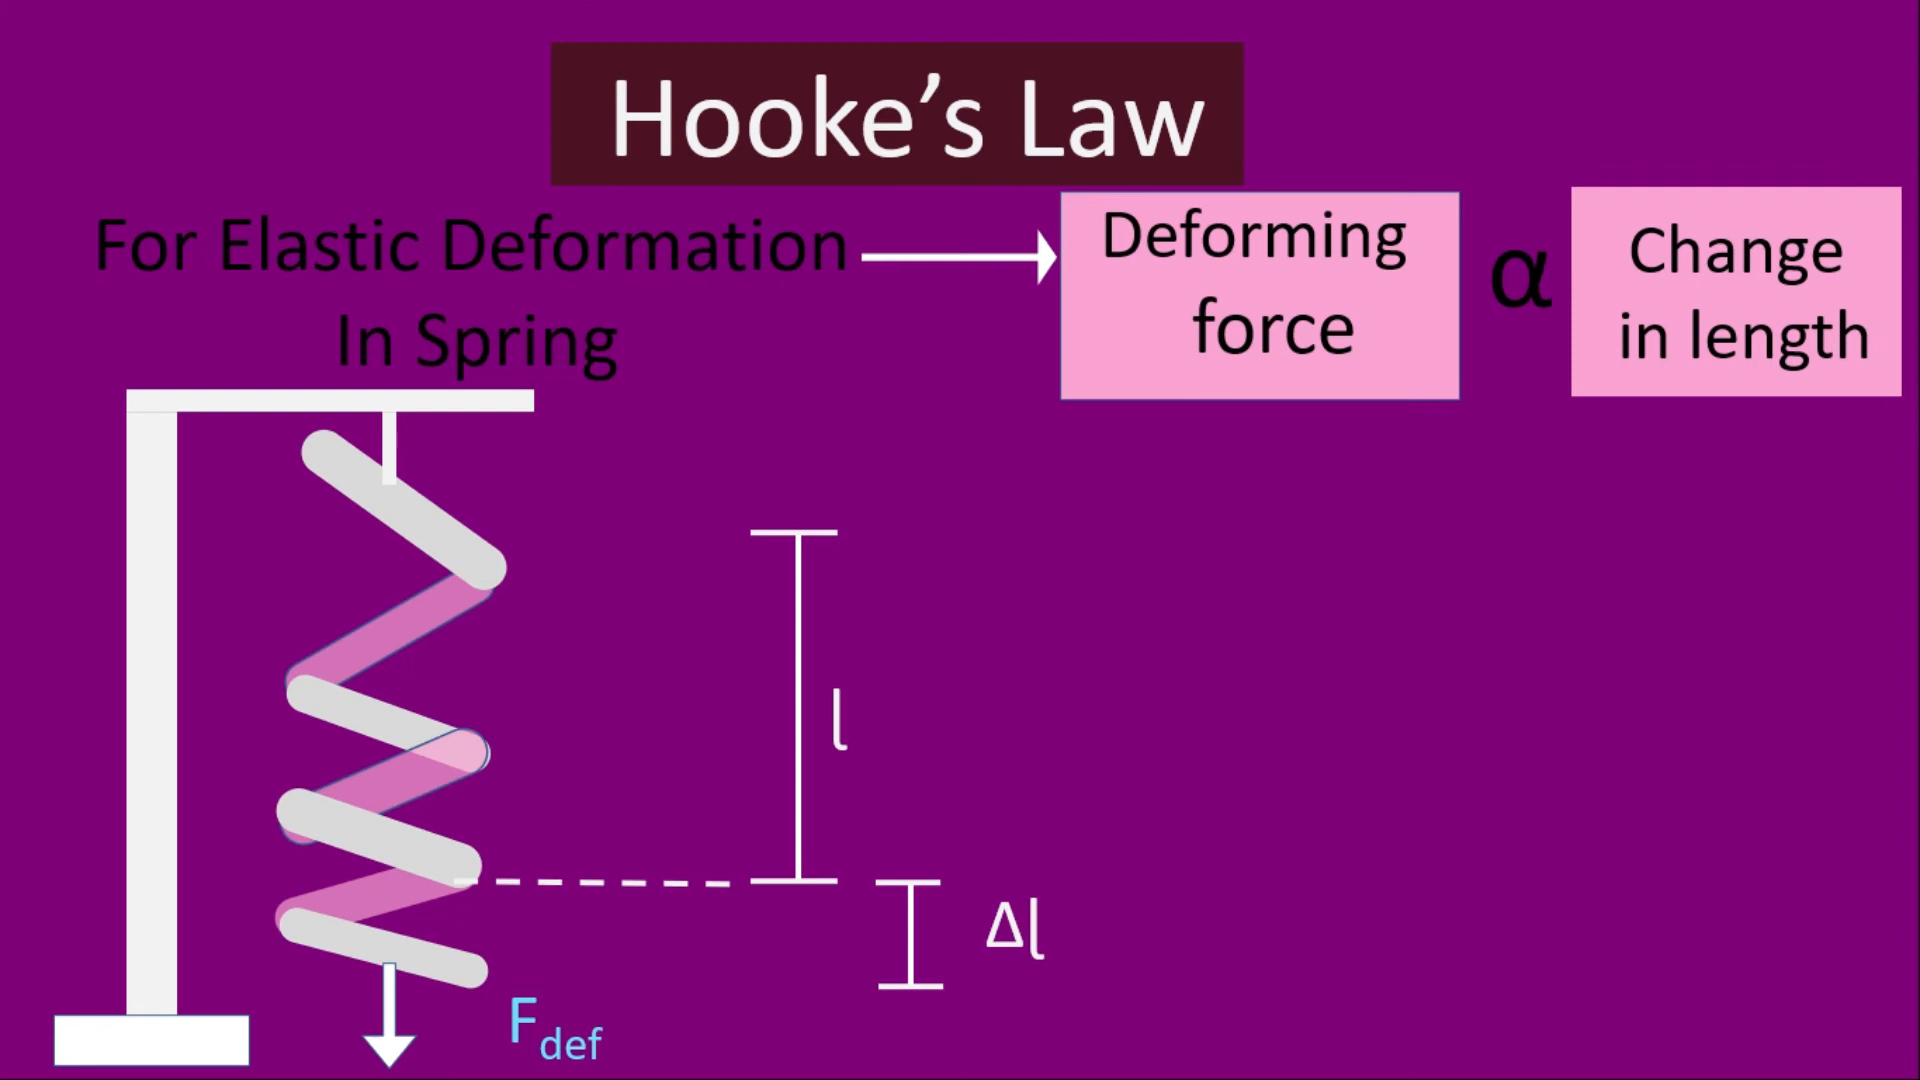 Hooke’s Law
For Elastic Deformation
In Spring
Deforming
force
α
Change
in length
l
Δl
Fdef